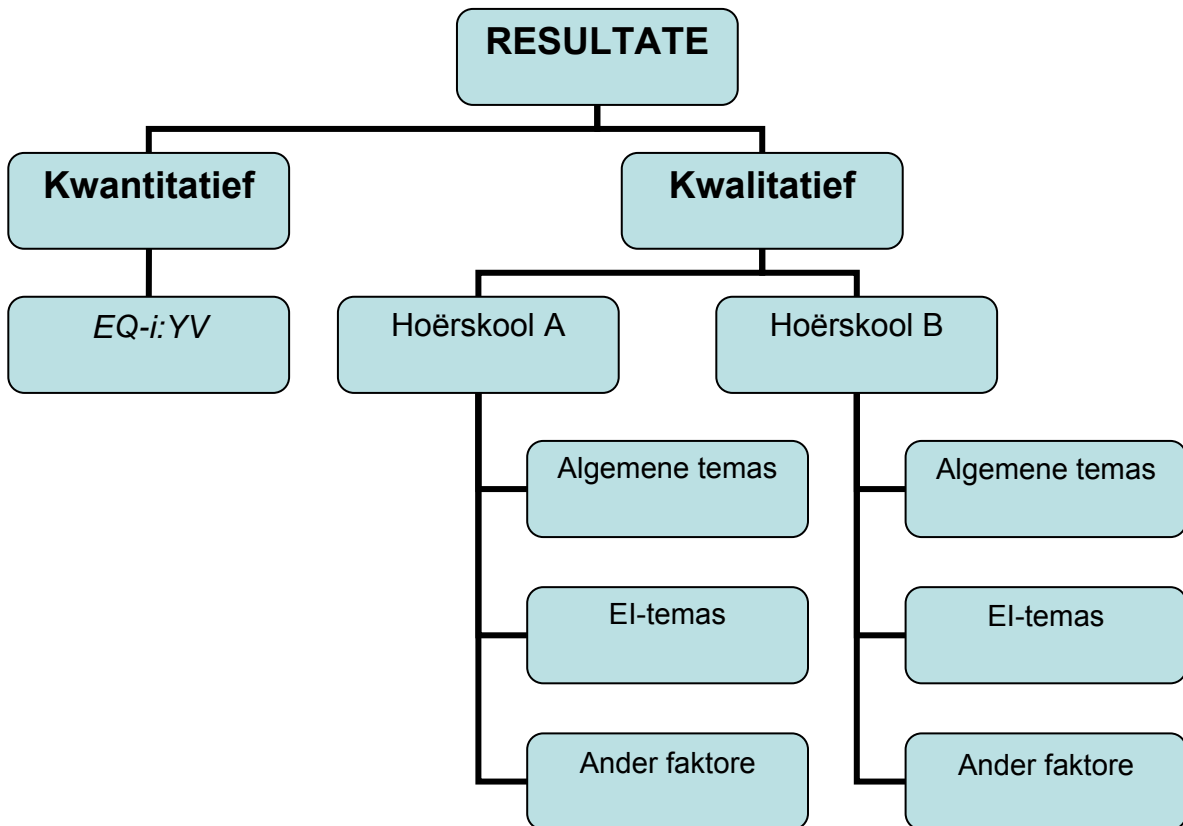 RESULTATE
Kwantitatief
Kwalitatief
EQ-i:YV
Hoërskool A
Hoërskool B
Algemene temas
Algemene temas
EI-temas
EI-temas
Ander faktore
Ander faktore